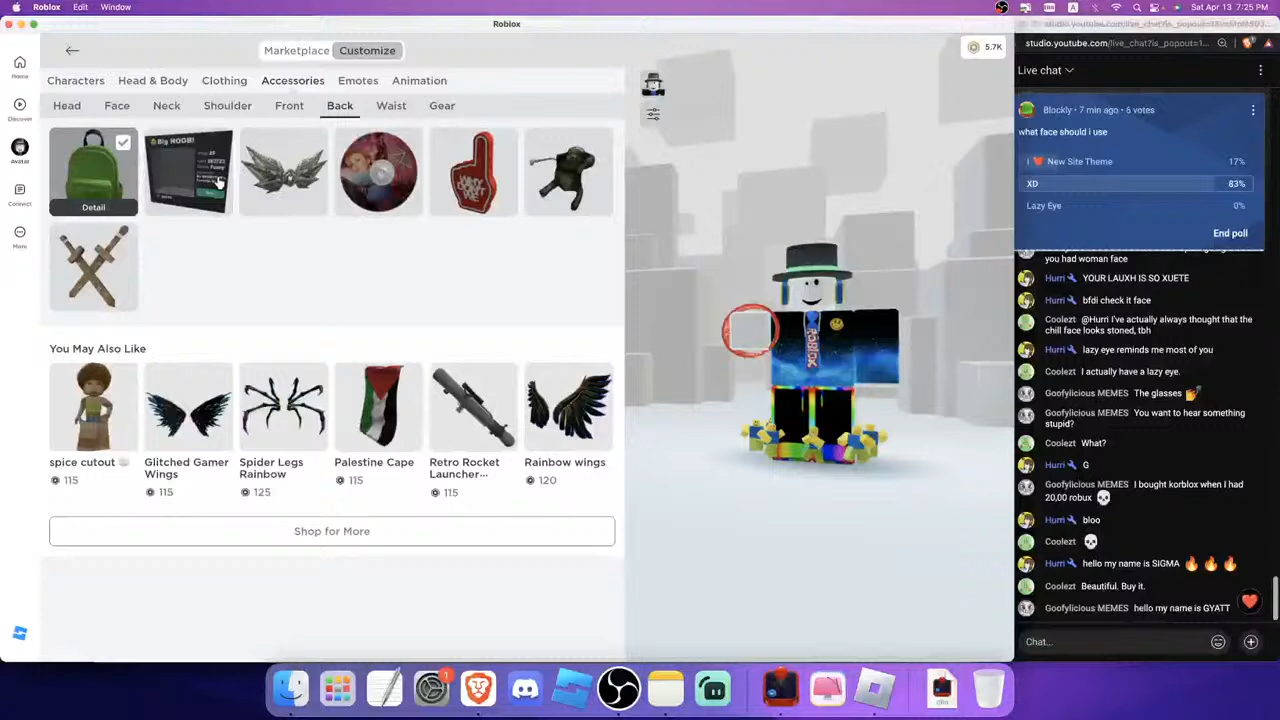 Roblox Edit Window
Sat Apr 13 7:25 PM
Roblox
Home
Discover
Avatar
Connect
More
Marketplace Customize
5.7K
Characters Head & Body Clothing Accessories Emotes Animation
Head Face Neck Shoulder Front Back Waist Gear
Big NOOB!
Detail
You May Also Like
spice cutout
115
Glitched Gamer
Wings
115
Spider Legs
Rainbow
125
Palestine Cape
115
Retro Rocket
Launcher...
115
Rainbow wings
120
Shop for More
ROBLOX
studio.youtube.com/live_chat?is_popout=1...
Live chat
Blockly • 7 min ago • 6 votes
what face should i use
I ❤️ New Site Theme 17%
XD 83%
Lazy Eye 0%
End poll
you had woman face
Hurri YOUR LAUXH IS SO XUETE
Hurri bfdi check it face
Coolezt @Hurri I've actually always thought that the
chill face looks stoned, tbh
Hurri lazy eye reminds me most of you
Coolezt I actually have a lazy eye.
Goofylicious MEMES The glasses
Goofylicious MEMES You want to hear something
stupid?
Coolezt What?
Hurri G
Goofylicious MEMES I bought korblox when I had
20,00 robux 💀
Hurri bloo
Coolezt 💀
Hurri hello my name is SIGMA 🔥 🔥 🔥
Coolezt Beautiful. Buy it.
Goofylicious MEMES hello my name is GYATT
Chat...
1